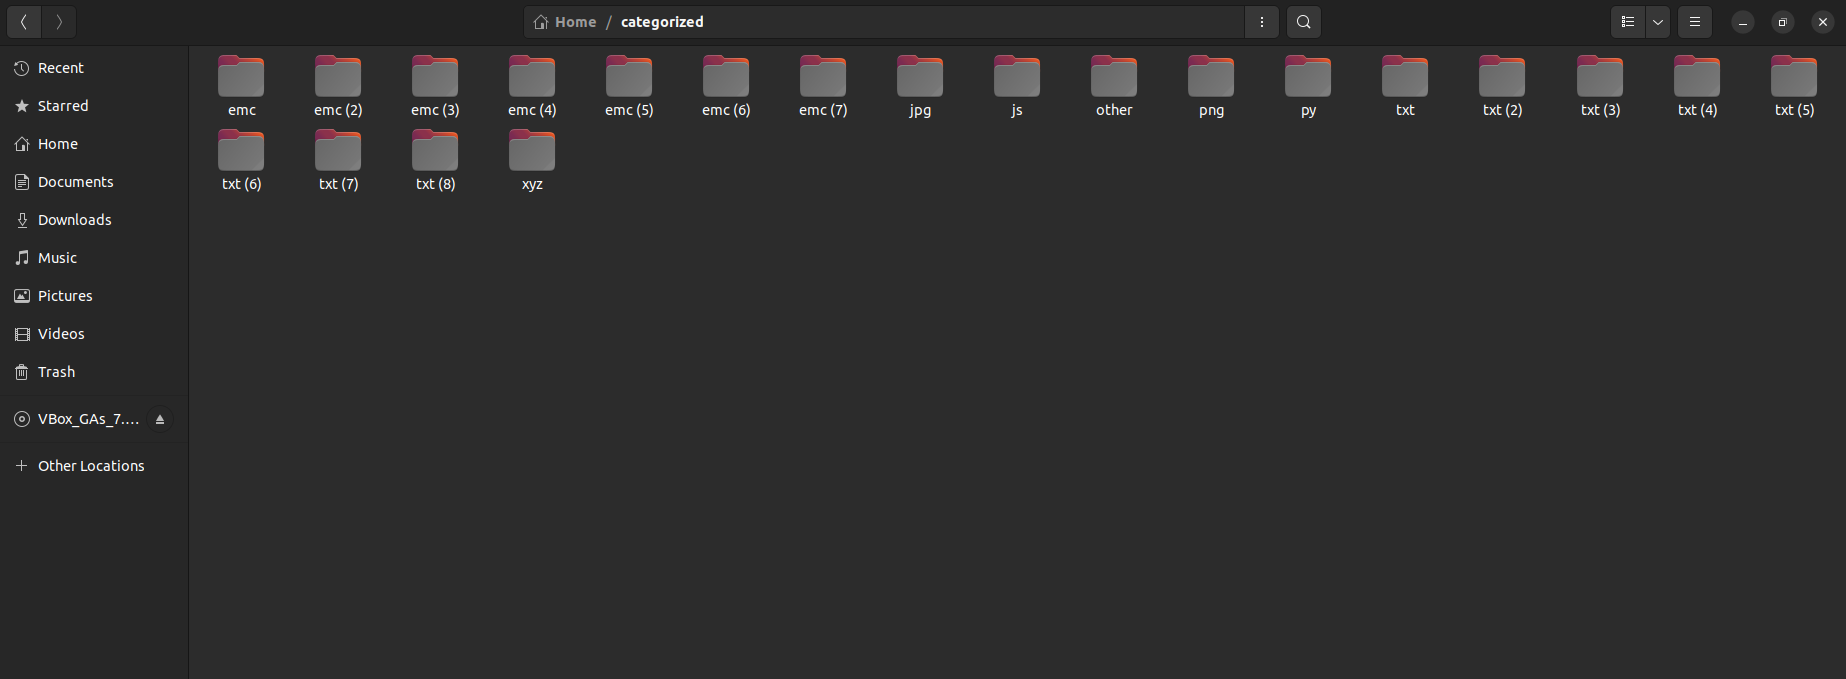 Home / categorized
Recent
Starred
Home
Documents
Downloads
Music
Pictures
Videos
Trash
VBox_GAs_7....
Other Locations
emc emc (2) emc (3) emc (4) emc (5) emc (6) emc (7) jpg js other png py txt txt (2) txt (3) txt (4) txt (5)
txt (6) txt (7) txt (8) xyz